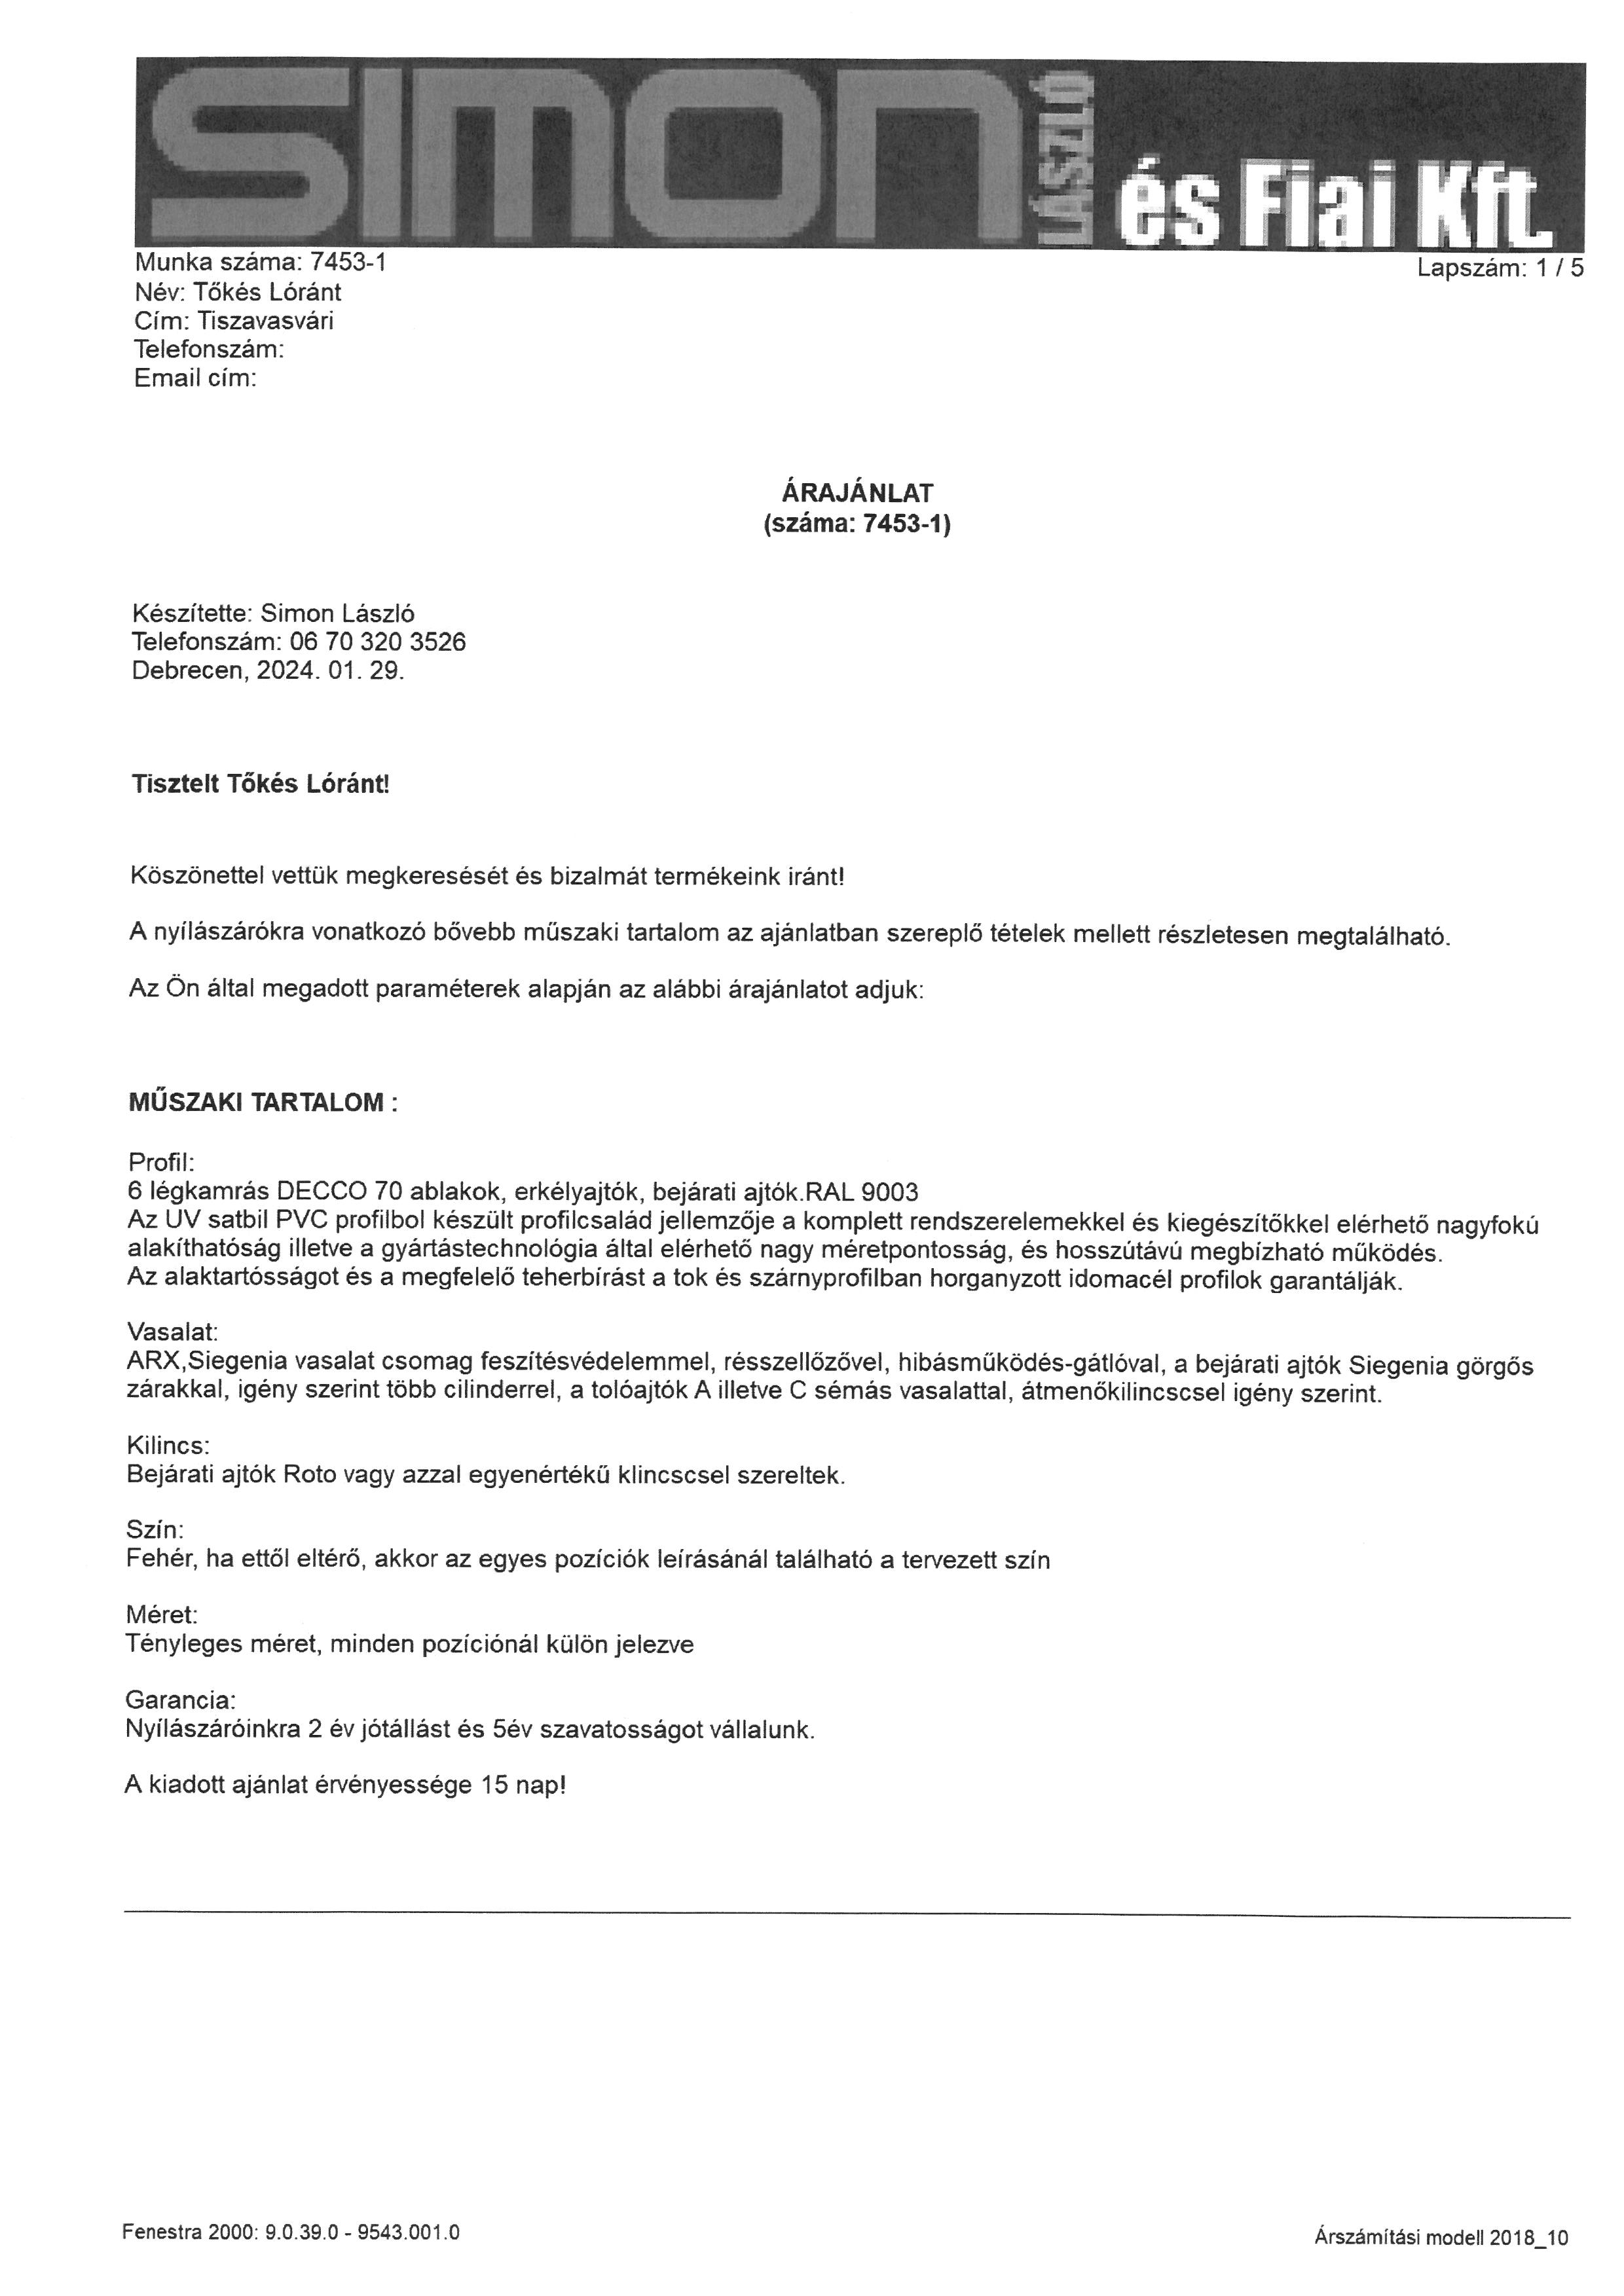 SIMON LÁSZLÓ és Fiai Kft.
Munka száma: 7453-1
Lapszám: 1 / 5
Név: Tőkés Lóránt
Cím: Tiszavasvári
Telefonszám:
Email cím:
ÁRAJÁNLAT
(száma: 7453-1)
Készítette: Simon László
Telefonszám: 06 70 320 3526
Debrecen, 2024. 01. 29.
Tisztelt Tőkés Lóránt!
Köszönettel vettük megkeresését és bizalmát termékeink iránt!
A nyílászárókra vonatkozó bővebb műszaki tartalom az ajánlatban szereplő tételek mellett részletesen megtalálható.
Az Ön által megadott paraméterek alapján az alábbi árajánlatot adjuk:
MŰSZAKI TARTALOM :
Profil:
6 légkamrás DECCO 70 ablakok, erkélyajtók, bejárati ajtók.RAL 9003
Az UV satbil PVC profilbol készült profilcsalád jellemzője a komplett rendszerelemekkel és kiegészítőkkel elérhető nagyfokú
alakíthatóság illetve a gyártástechnológia által elérhető nagy méretpontosság, és hosszútávú megbízható működés.
Az alaktartósságot és a megfelelő teherbírást a tok és szárnyprofilban horganyzott idomacél profilok garantálják.
Vasalat:
ARX,Siegenia vasalat csomag feszítésvédelemmel, résszellőzővel, hibásműködés-gátlóval, a bejárati ajtók Siegenia görgős
zárakkal, igény szerint több cilinderrel, a tolóajtók A illetve C sémás vasalattal, átmenőkilincscsel igény szerint.
Kilincs:
Bejárati ajtók Roto vagy azzal egyenértékű klincscsel szereltek.
Szín:
Fehér, ha ettől eltérő, akkor az egyes pozíciók leírásánál található a tervezett szín
Méret:
Tényleges méret, minden pozíciónál külön jelezve
Garancia:
Nyílászáróinkra 2 év jótállást és 5év szavatosságot vállalunk.
A kiadott ajánlat érvényessége 15 nap!
Fenestra 2000: 9.0.39.0 - 9543.001.0
Árszámítási modell 2018_10